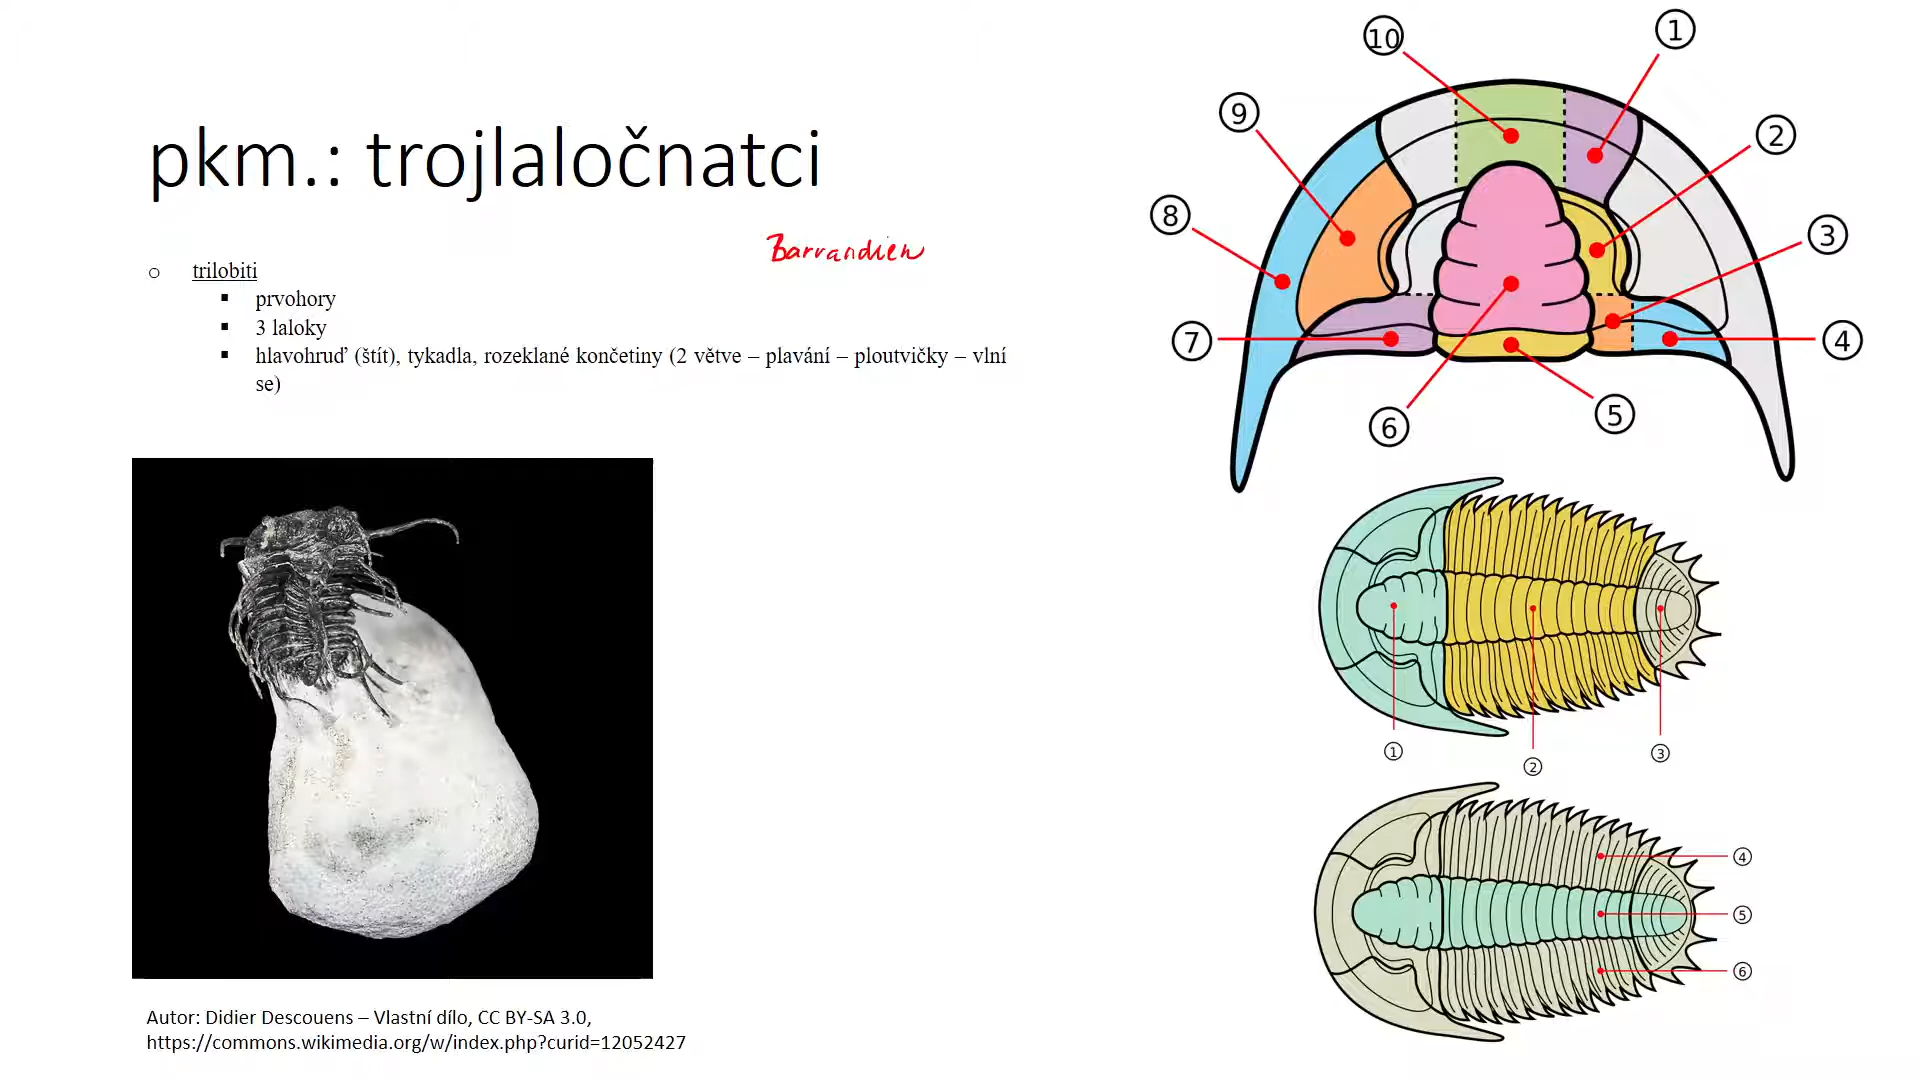 pkm.: trojlaločnatci
Barrandien
○ trilobiti
▪ prvohory
▪ 3 laloky
▪ hlavohruď (štít), tykadla, rozeklané končetiny (2 větve – plavání – ploutvičky – vlní
se)
Autor: Didier Descouens – Vlastní dílo, CC BY-SA 3.0,
https://commons.wikimedia.org/w/index.php?curid=12052427
10
1
9
2
8
3
7
4
6
5
1
2
3
4
5
6